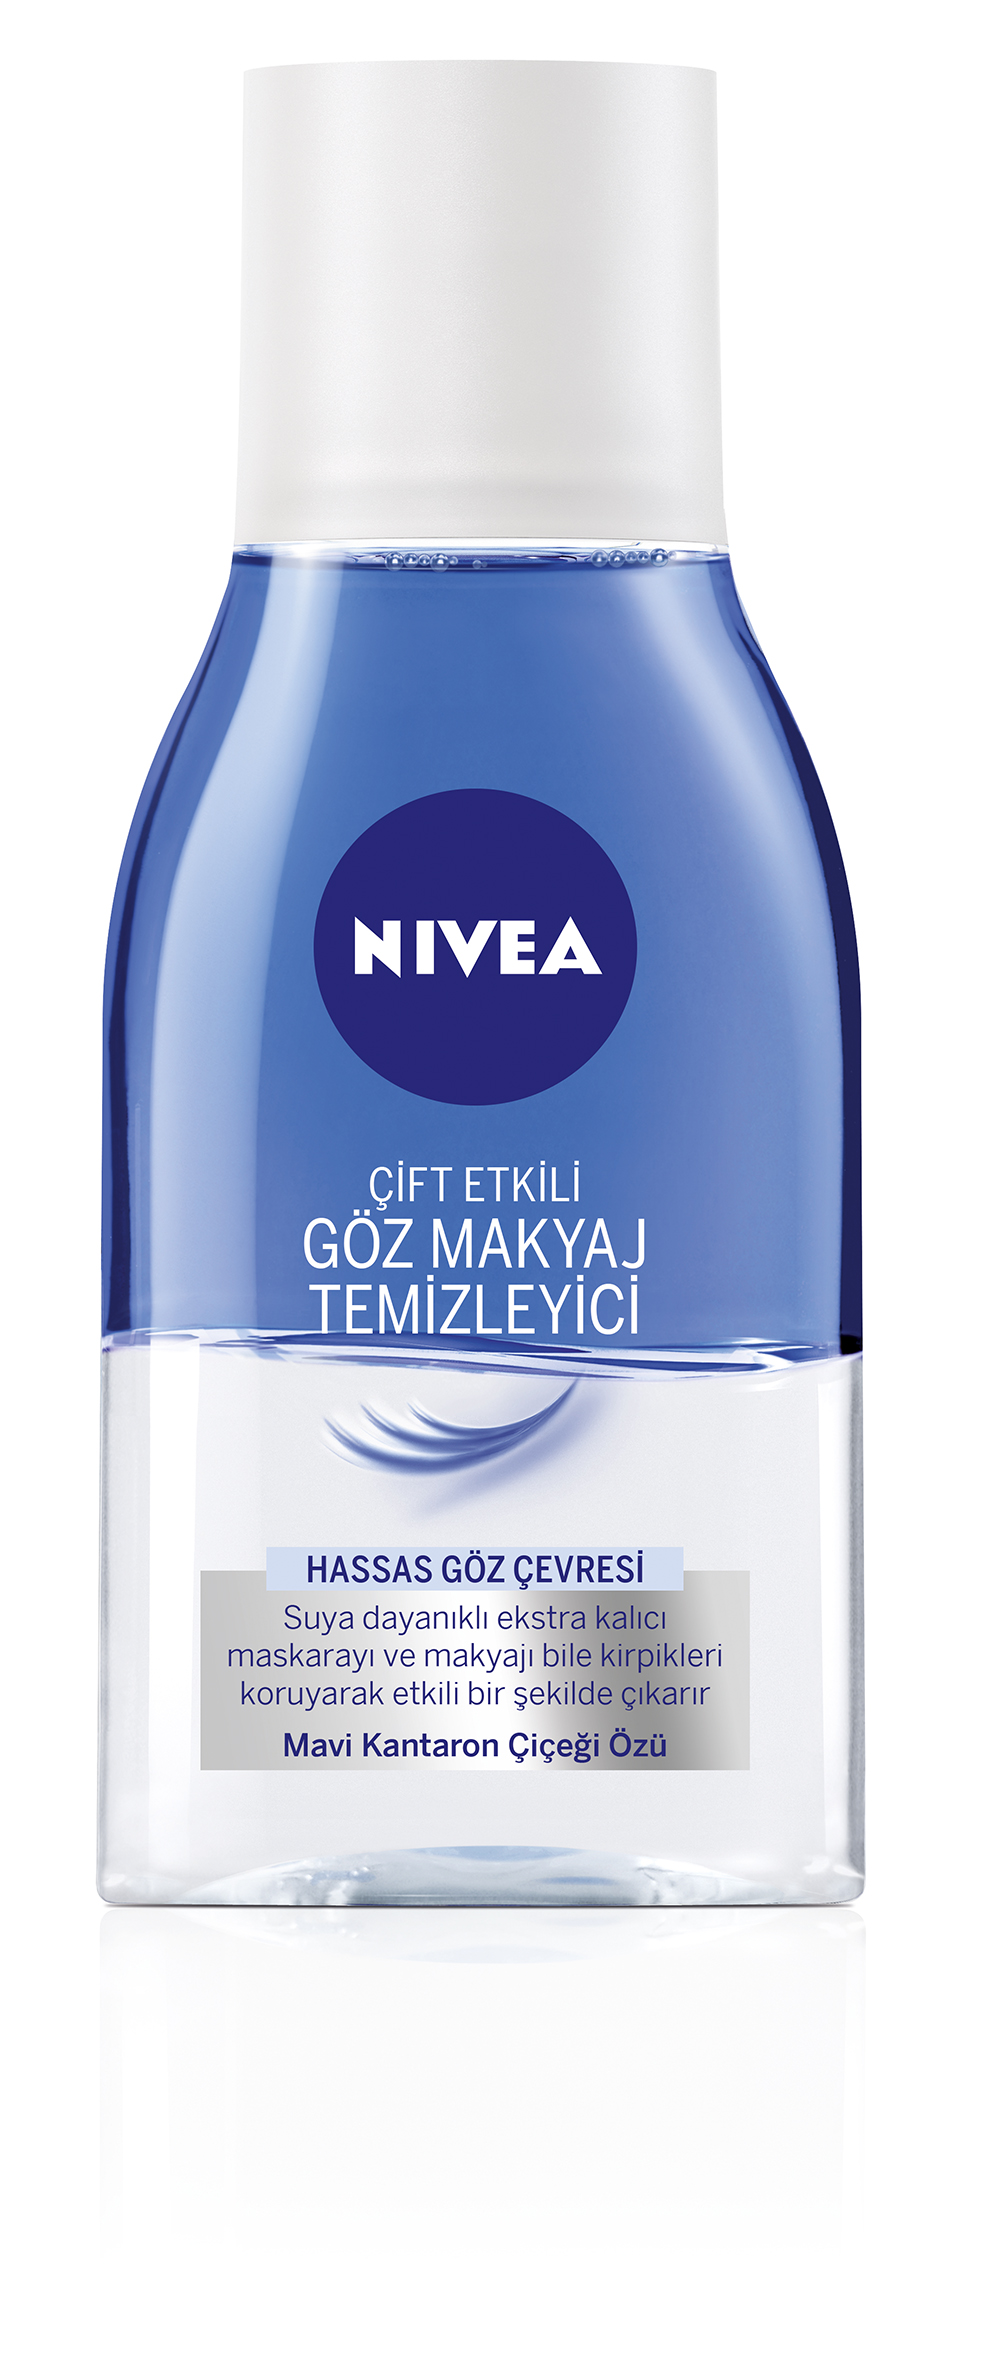 NIVEA
ÇİFT ETKİLİ
GÖZ MAKYAJ
TEMİZLEYİCİ
HASSAS GÖZ ÇEVRESİ
Suya dayanıklı ekstra kalıcı
maskarayı ve makyajı bile kirpikleri
koruyarak etkili bir şekilde çıkarır
Mavi Kantaron Çiçeği Özü